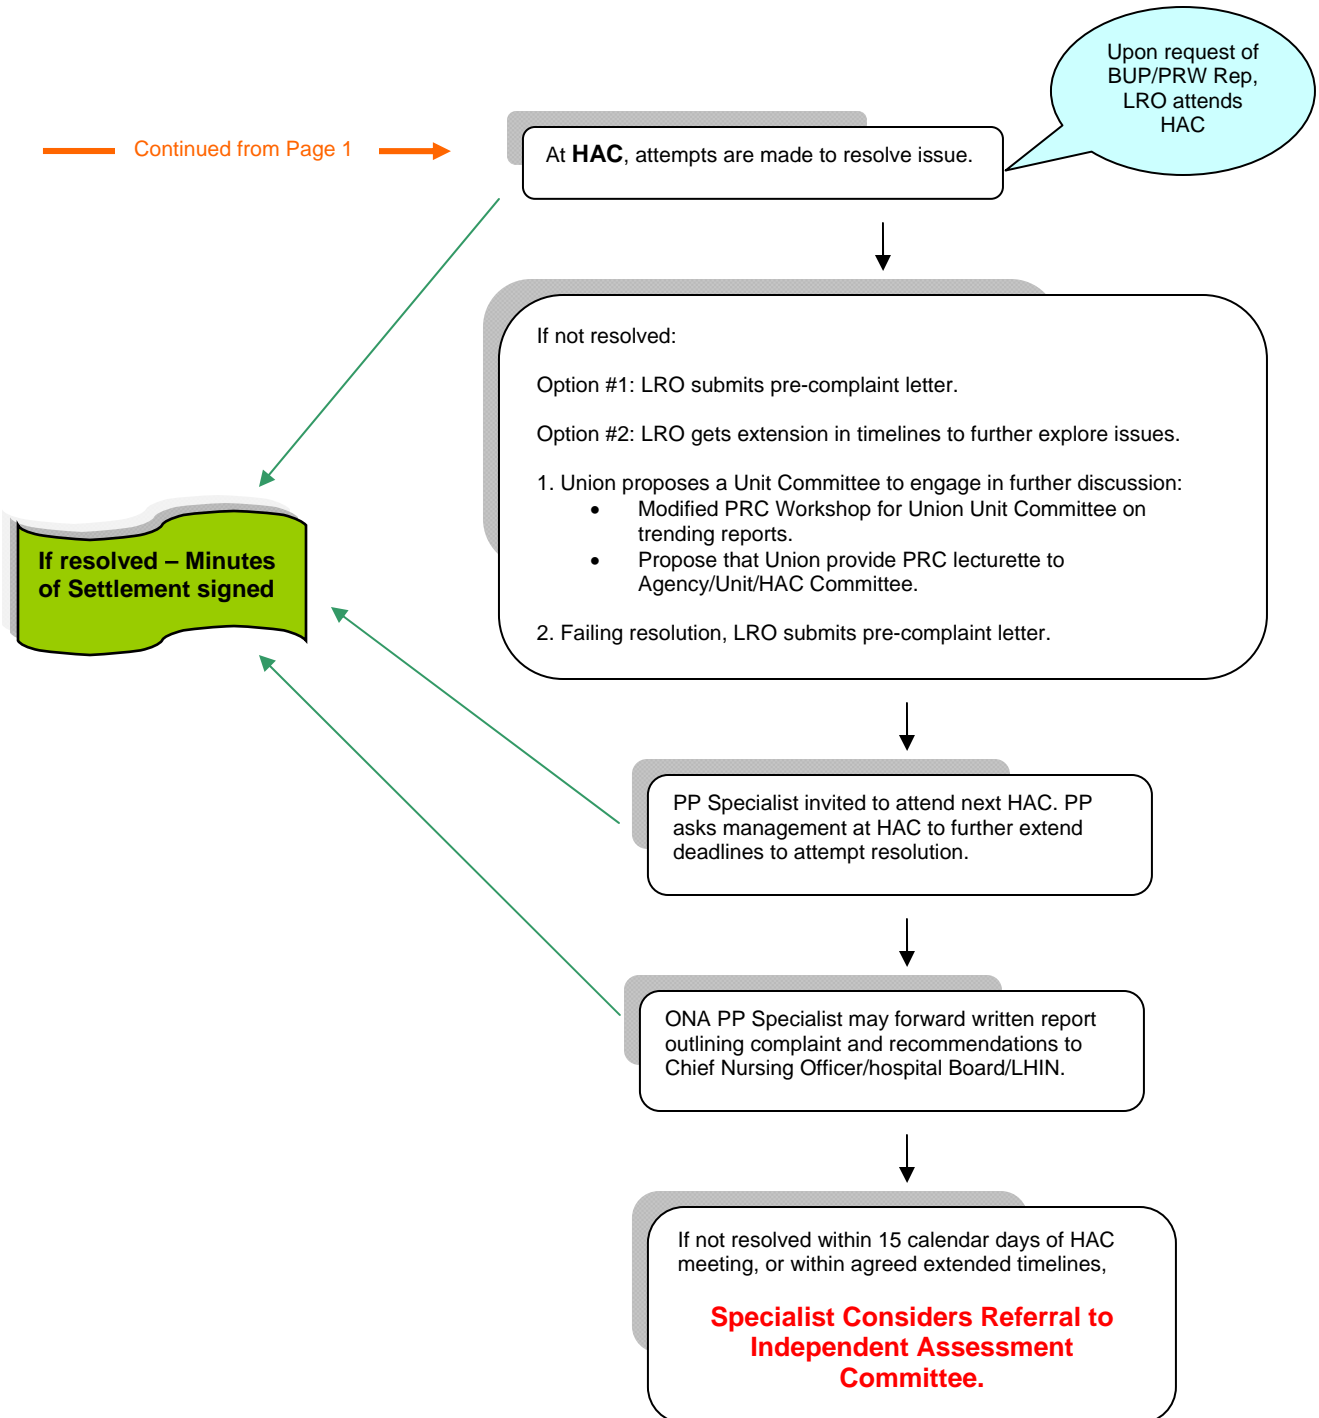 Upon request of
BUP/PRW Rep,
LRO attends
HAC
Continued from Page 1
At HAC, attempts are made to resolve issue.
If not resolved:
Option #1: LRO submits pre-complaint letter.
Option #2: LRO gets extension in timelines to further explore issues.
1. Union proposes a Unit Committee to engage in further discussion:
• Modified PRC Workshop for Union Unit Committee on
trending reports.
• Propose that Union provide PRC lecturette to
Agency/Unit/HAC Committee.
2. Failing resolution, LRO submits pre-complaint letter.
If resolved – Minutes
of Settlement signed
PP Specialist invited to attend next HAC. PP
asks management at HAC to further extend
deadlines to attempt resolution.
ONA PP Specialist may forward written report
outlining complaint and recommendations to
Chief Nursing Officer/hospital Board/LHIN.
If not resolved within 15 calendar days of HAC
meeting, or within agreed extended timelines,
Specialist Considers Referral to
Independent Assessment
Committee.